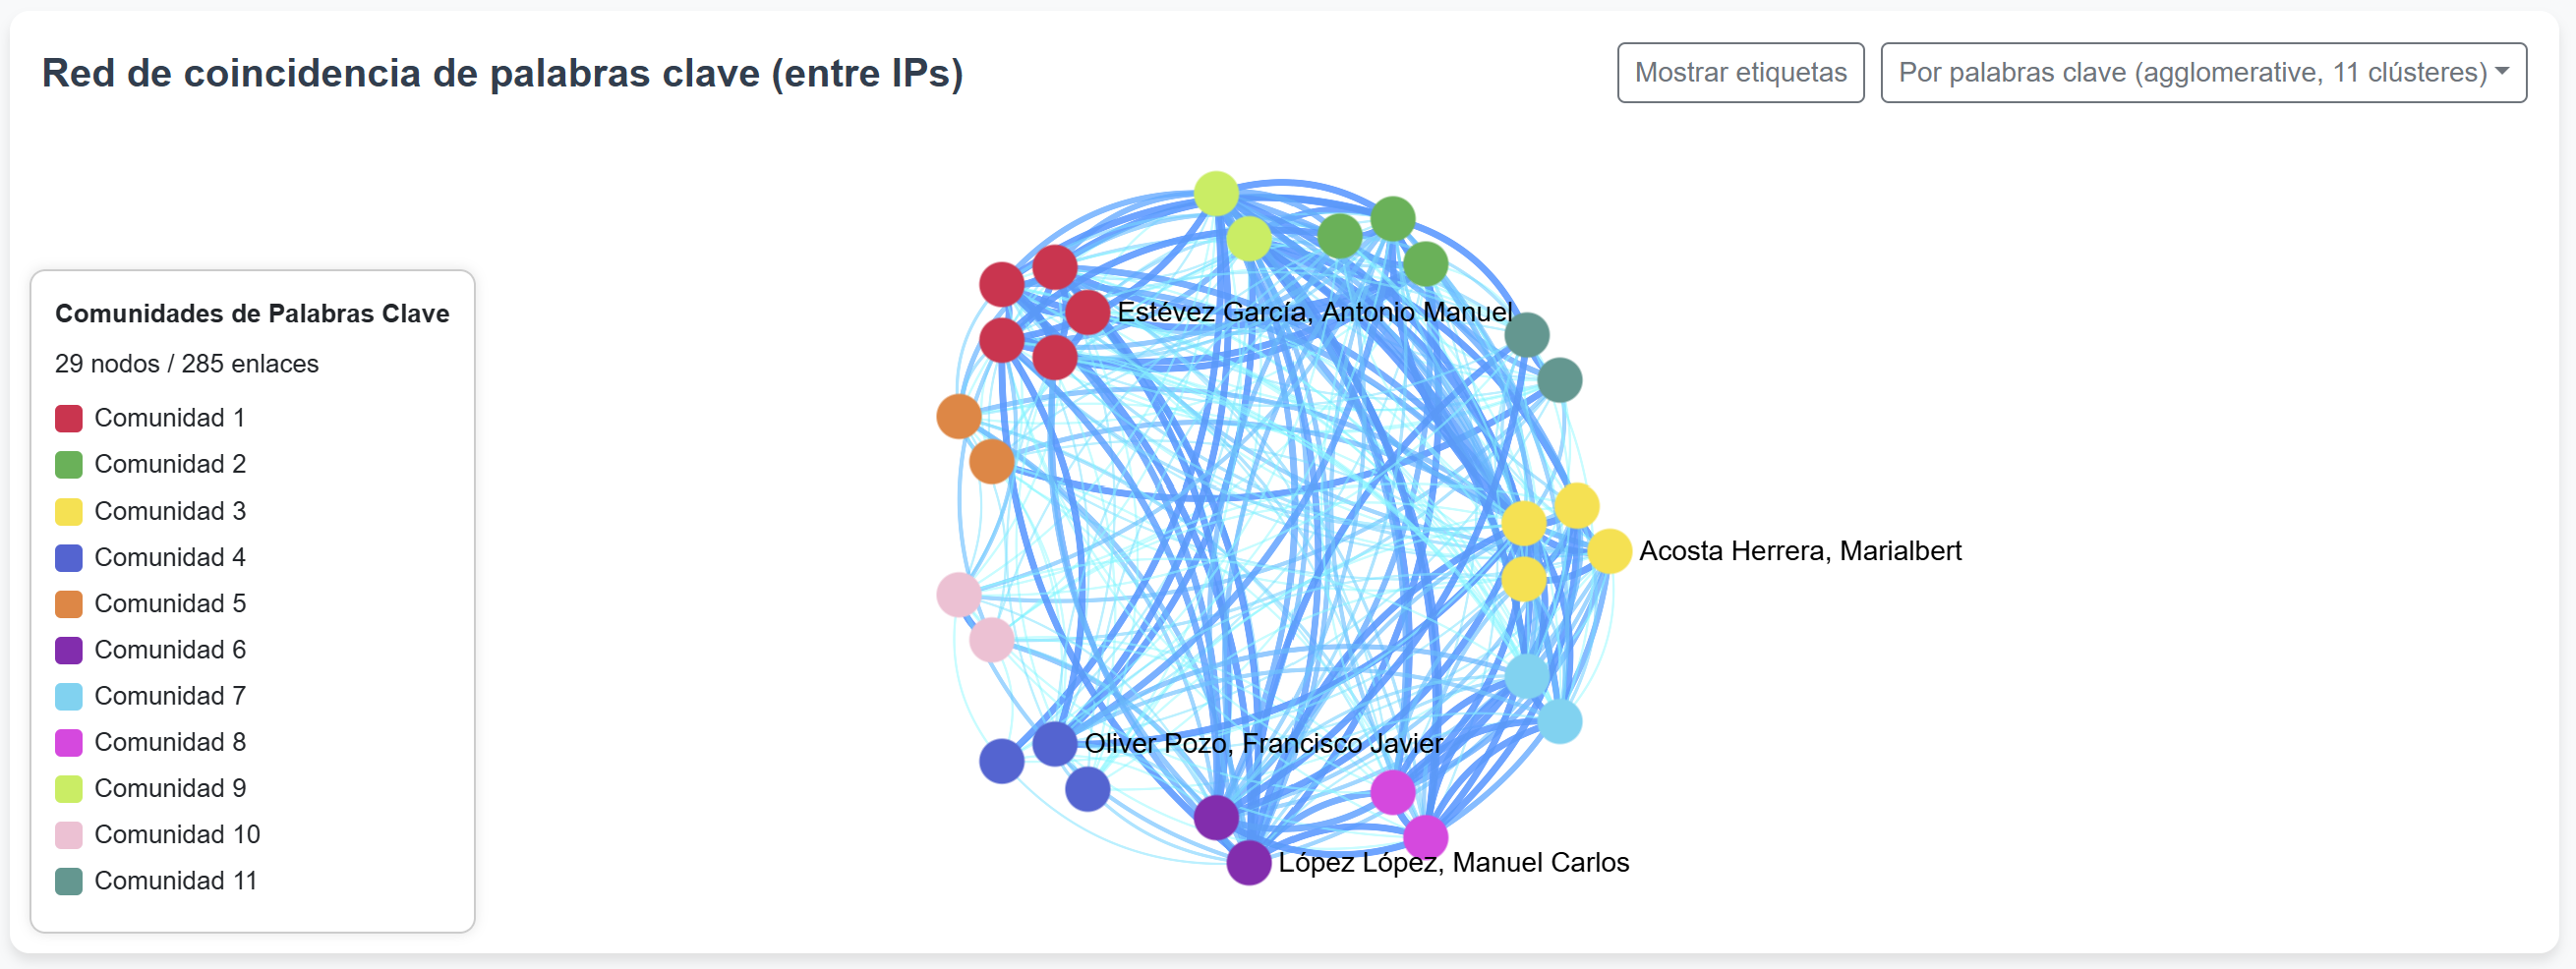 Red de coincidencia de palabras clave (entre IPs)
Mostrar etiquetas
Por palabras clave (agglomerative, 11 clústeres)
Comunidades de Palabras Clave
29 nodos / 285 enlaces
Comunidad 1
Comunidad 2
Comunidad 3
Comunidad 4
Comunidad 5
Comunidad 6
Comunidad 7
Comunidad 8
Comunidad 9
Comunidad 10
Comunidad 11
Estévez García, Antonio Manuel
Acosta Herrera, Marialbert
Oliver Pozo, Francisco Javier
López López, Manuel Carlos